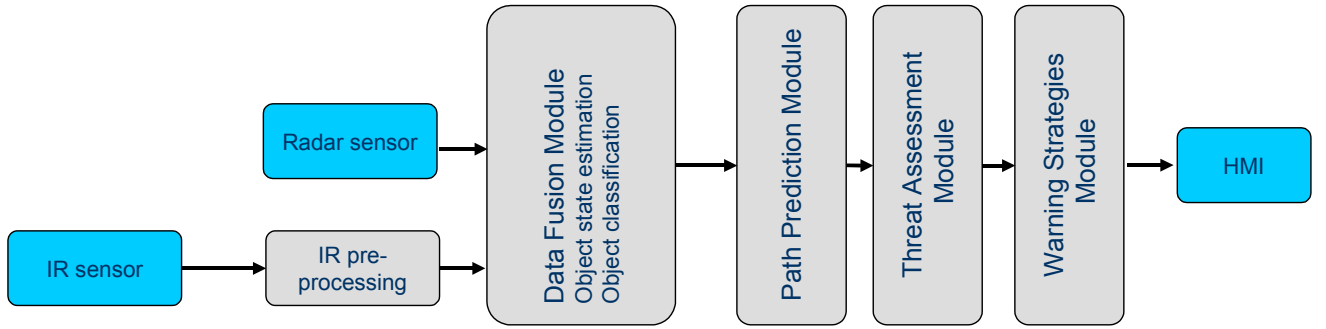 Radar sensor
IR sensor
IR pre-
processing
Data Fusion Module
Object state estimation
Object classification
Path Prediction Module
Threat Assessment
Module
Warning Strategies
Module
HMI